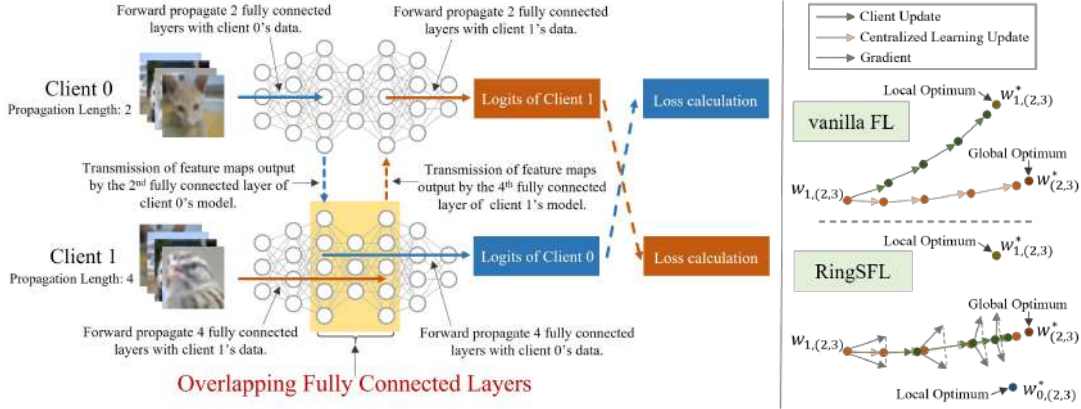 Forward propagate 2 fully connected
layers with client 0's data.
Forward propagate 2 fully connected
layers with client 1's data.
Client 0
Propagation Length: 2
Logits of Client 1
Loss calculation
Transmission of feature maps output
by the 2nd fully connected layer of
client 0's model.
Transmission of feature maps
output by the 4th fully connected
layer of client 1's model.
Client 1
Propagation Length: 4
Logits of Client 0
Loss calculation
Forward propagate 4 fully connected
layers with client 1's data.
Forward propagate 4 fully connected
layers with client 0's data.
Overlapping Fully Connected Layers
Client Update
Centralized Learning Update
Gradient
Local Optimum
w*1,(2,3)
vanilla FL
Global Optimum
w*(2,3)
w1,(2,3)
Local Optimum
w*1,(2,3)
RingSFL
Global Optimum
w*(2,3)
w1,(2,3)
Local Optimum
w*0,(2,3)